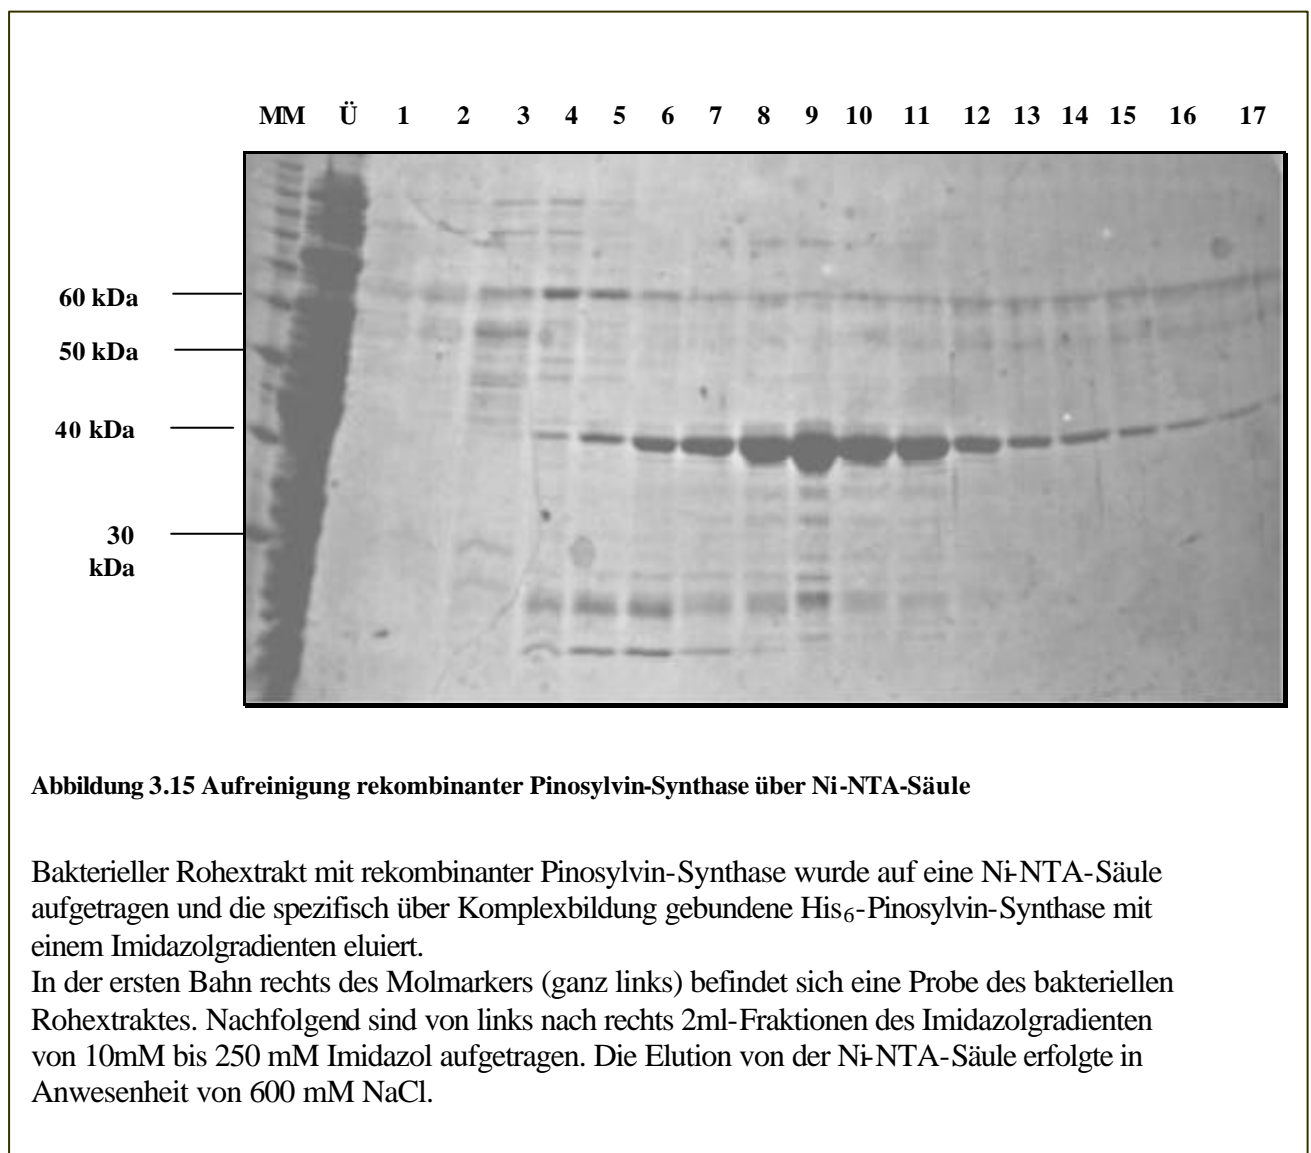 MM Ü 1 2 3 4 5 6 7 8 9 10 11 12 13 14 15 16 17
60 kDa
50 kDa
40 kDa
30
kDa
Abbildung 3.15 Aufreinigung rekombinanter Pinosylvin-Synthase über Ni-NTA-Säule
Bakterieller Rohextrakt mit rekombinanter Pinosylvin-Synthase wurde auf eine Ni-NTA-Säule
aufgetragen und die spezifisch über Komplexbildung gebundene His₆-Pinosylvin-Synthase mit
einem Imidazolgradienten eluiert.
In der ersten Bahn rechts des Molmarkers (ganz links) befindet sich eine Probe des bakteriellen
Rohextraktes. Nachfolgend sind von links nach rechts 2ml-Fraktionen des Imidazolgradienten
von 10mM bis 250 mM Imidazol aufgetragen. Die Elution von der Ni-NTA-Säule erfolgte in
Anwesenheit von 600 mM NaCl.